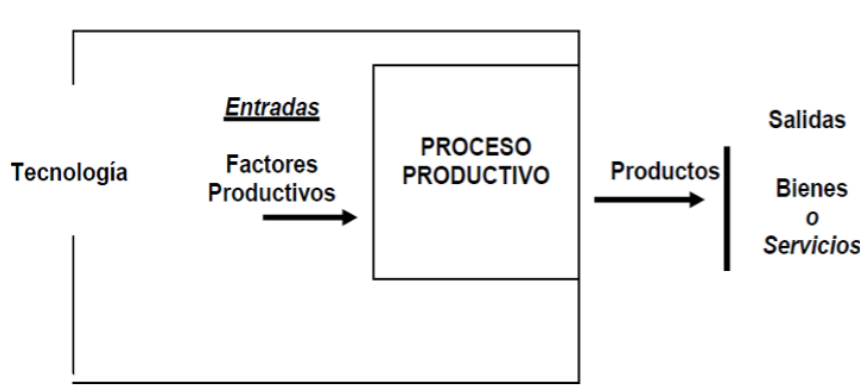 Tecnología
Entradas
Factores
Productivos
PROCESO
PRODUCTIVO
Productos
Salidas
Bienes
o
Servicios